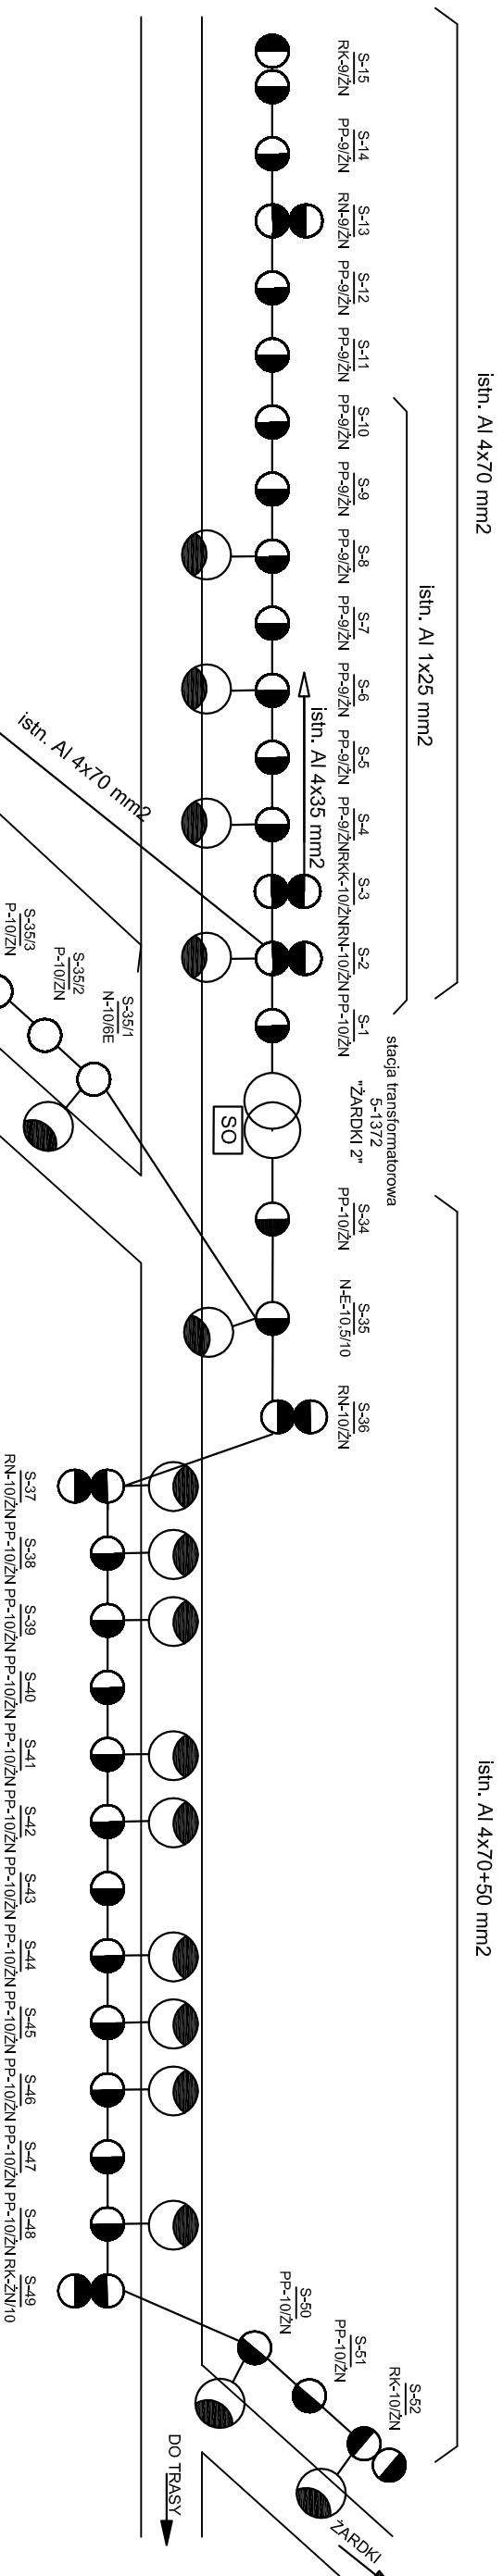 istn. Al 4x70 mm2
istn. Al 1x25 mm2
S-15
RK-9/ŻN
S-14
PP-9/ŻN
S-13
RN-9/ŻN
S-12
PP-9/ŻN
S-11
PP-9/ŻN
S-10
PP-9/ŻN
S-9
PP-9/ŻN
S-8
PP-9/ŻN
S-7
PP-9/ŻN
S-6
PP-9/ŻN
S-5
PP-9/ŻN
S-4
PP-9/ŻN
S-3
RKK-10/ŻN
S-2
RN-10/ŻN
S-1
PP-10/ŻN
istn. Al 4x35 mm2
istn. Al 4x70 mm2
stacja transformatorowa
5-1372
"ŻARDKI 2"
SO
S-35/3
P-10/ŻN
S-35/2
P-10/ŻN
S-35/1
N-10/6E
istn. Al 4x70+50 mm2
S-34
PP-10/ŻN
S-35
N-E-10,5/10
S-36
RN-10/ŻN
S-37
RN-10/ŻN
S-38
PP-10/ŻN
S-39
PP-10/ŻN
S-40
PP-10/ŻN
S-41
PP-10/ŻN
S-42
PP-10/ŻN
S-43
PP-10/ŻN
S-44
PP-10/ŻN
S-45
PP-10/ŻN
S-46
PP-10/ŻN
S-47
PP-10/ŻN
S-48
PP-10/ŻN
S-49
RK-ŻN/10
S-50
PP-10/ŻN
S-51
PP-10/ŻN
S-52
RK-10/ŻN
DO TRASY
ŻARDKI